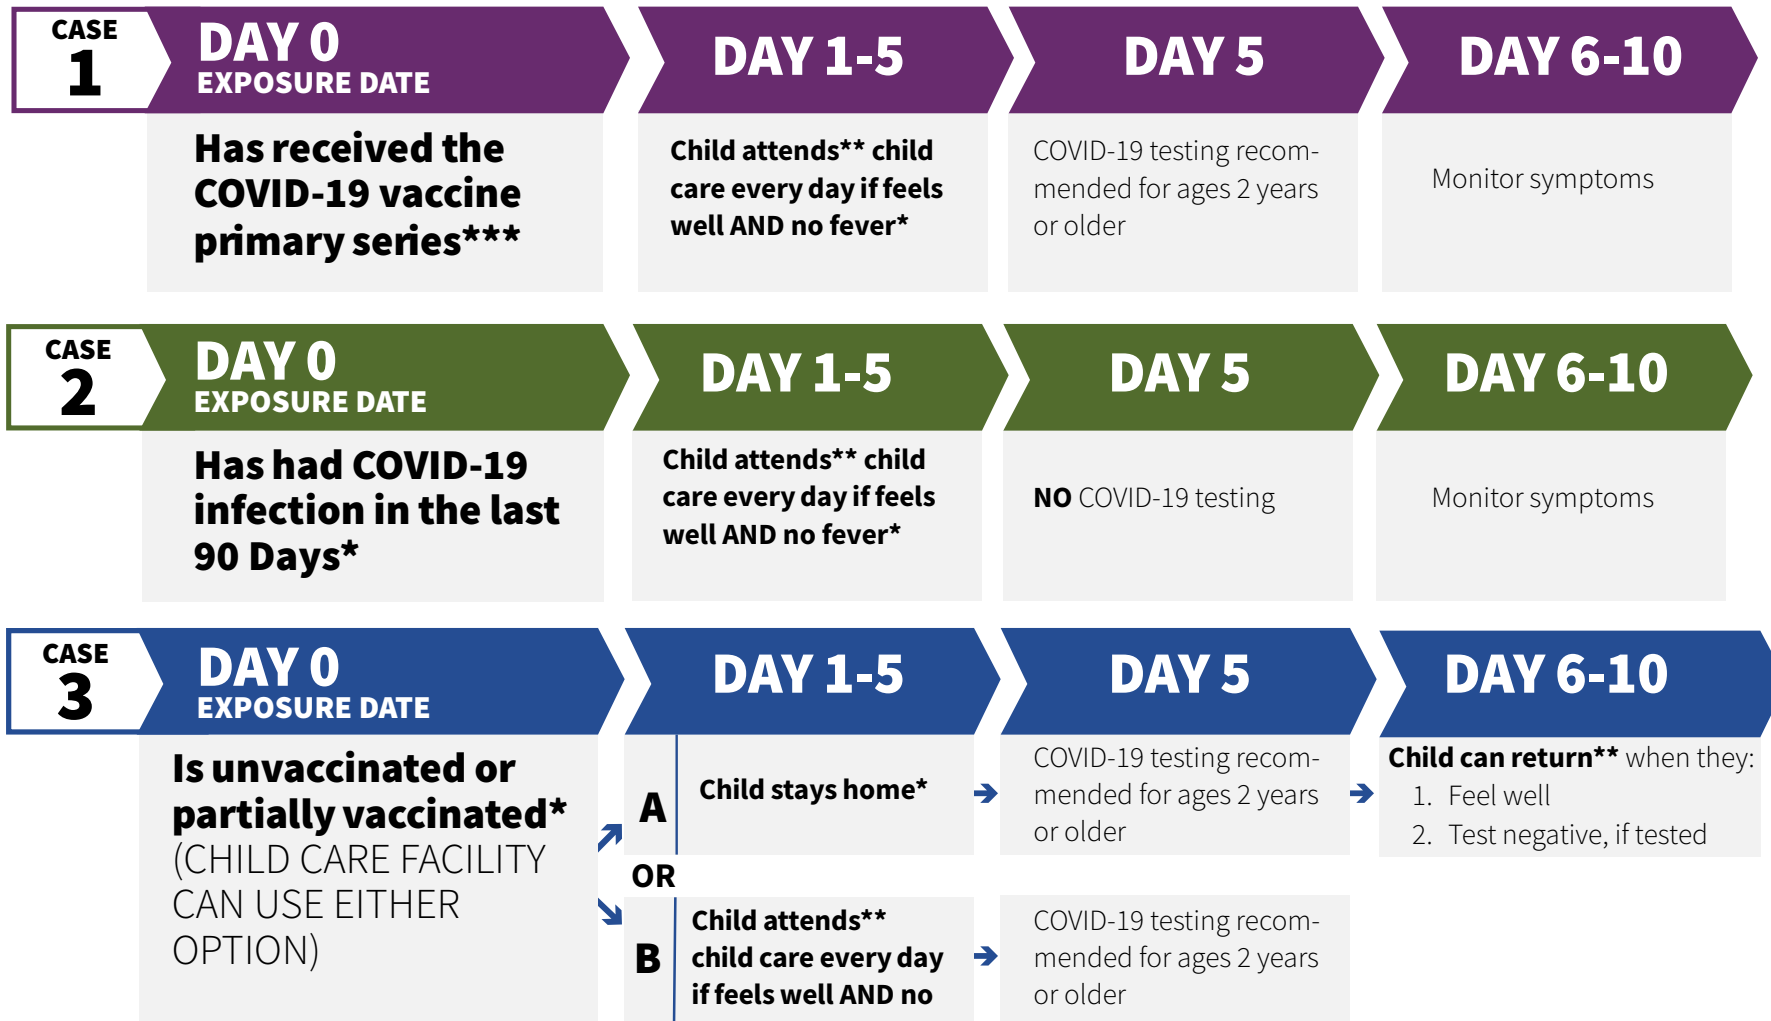 CASE
1
DAY 0
EXPOSURE DATE
DAY 1-5
DAY 5
DAY 6-10
Has received the
COVID-19 vaccine
primary series***
Child attends** child
care every day if feels
well AND no fever*
COVID-19 testing recom-
mended for ages 2 years
or older
Monitor symptoms
CASE
2
DAY 0
EXPOSURE DATE
DAY 1-5
DAY 5
DAY 6-10
Has had COVID-19
infection in the last
90 Days*
Child attends** child
care every day if feels
well AND no fever*
NO COVID-19 testing
Monitor symptoms
CASE
3
DAY 0
EXPOSURE DATE
DAY 1-5
DAY 5
DAY 6-10
Is unvaccinated or
partially vaccinated*
(CHILD CARE FACILITY
CAN USE EITHER
OPTION)
A
Child stays home*
COVID-19 testing recom-
mended for ages 2 years
or older
Child can return** when they:
1. Feel well
2. Test negative, if tested
OR
B
Child attends**
child care every day
if feels well AND no
COVID-19 testing recom-
mended for ages 2 years
or older